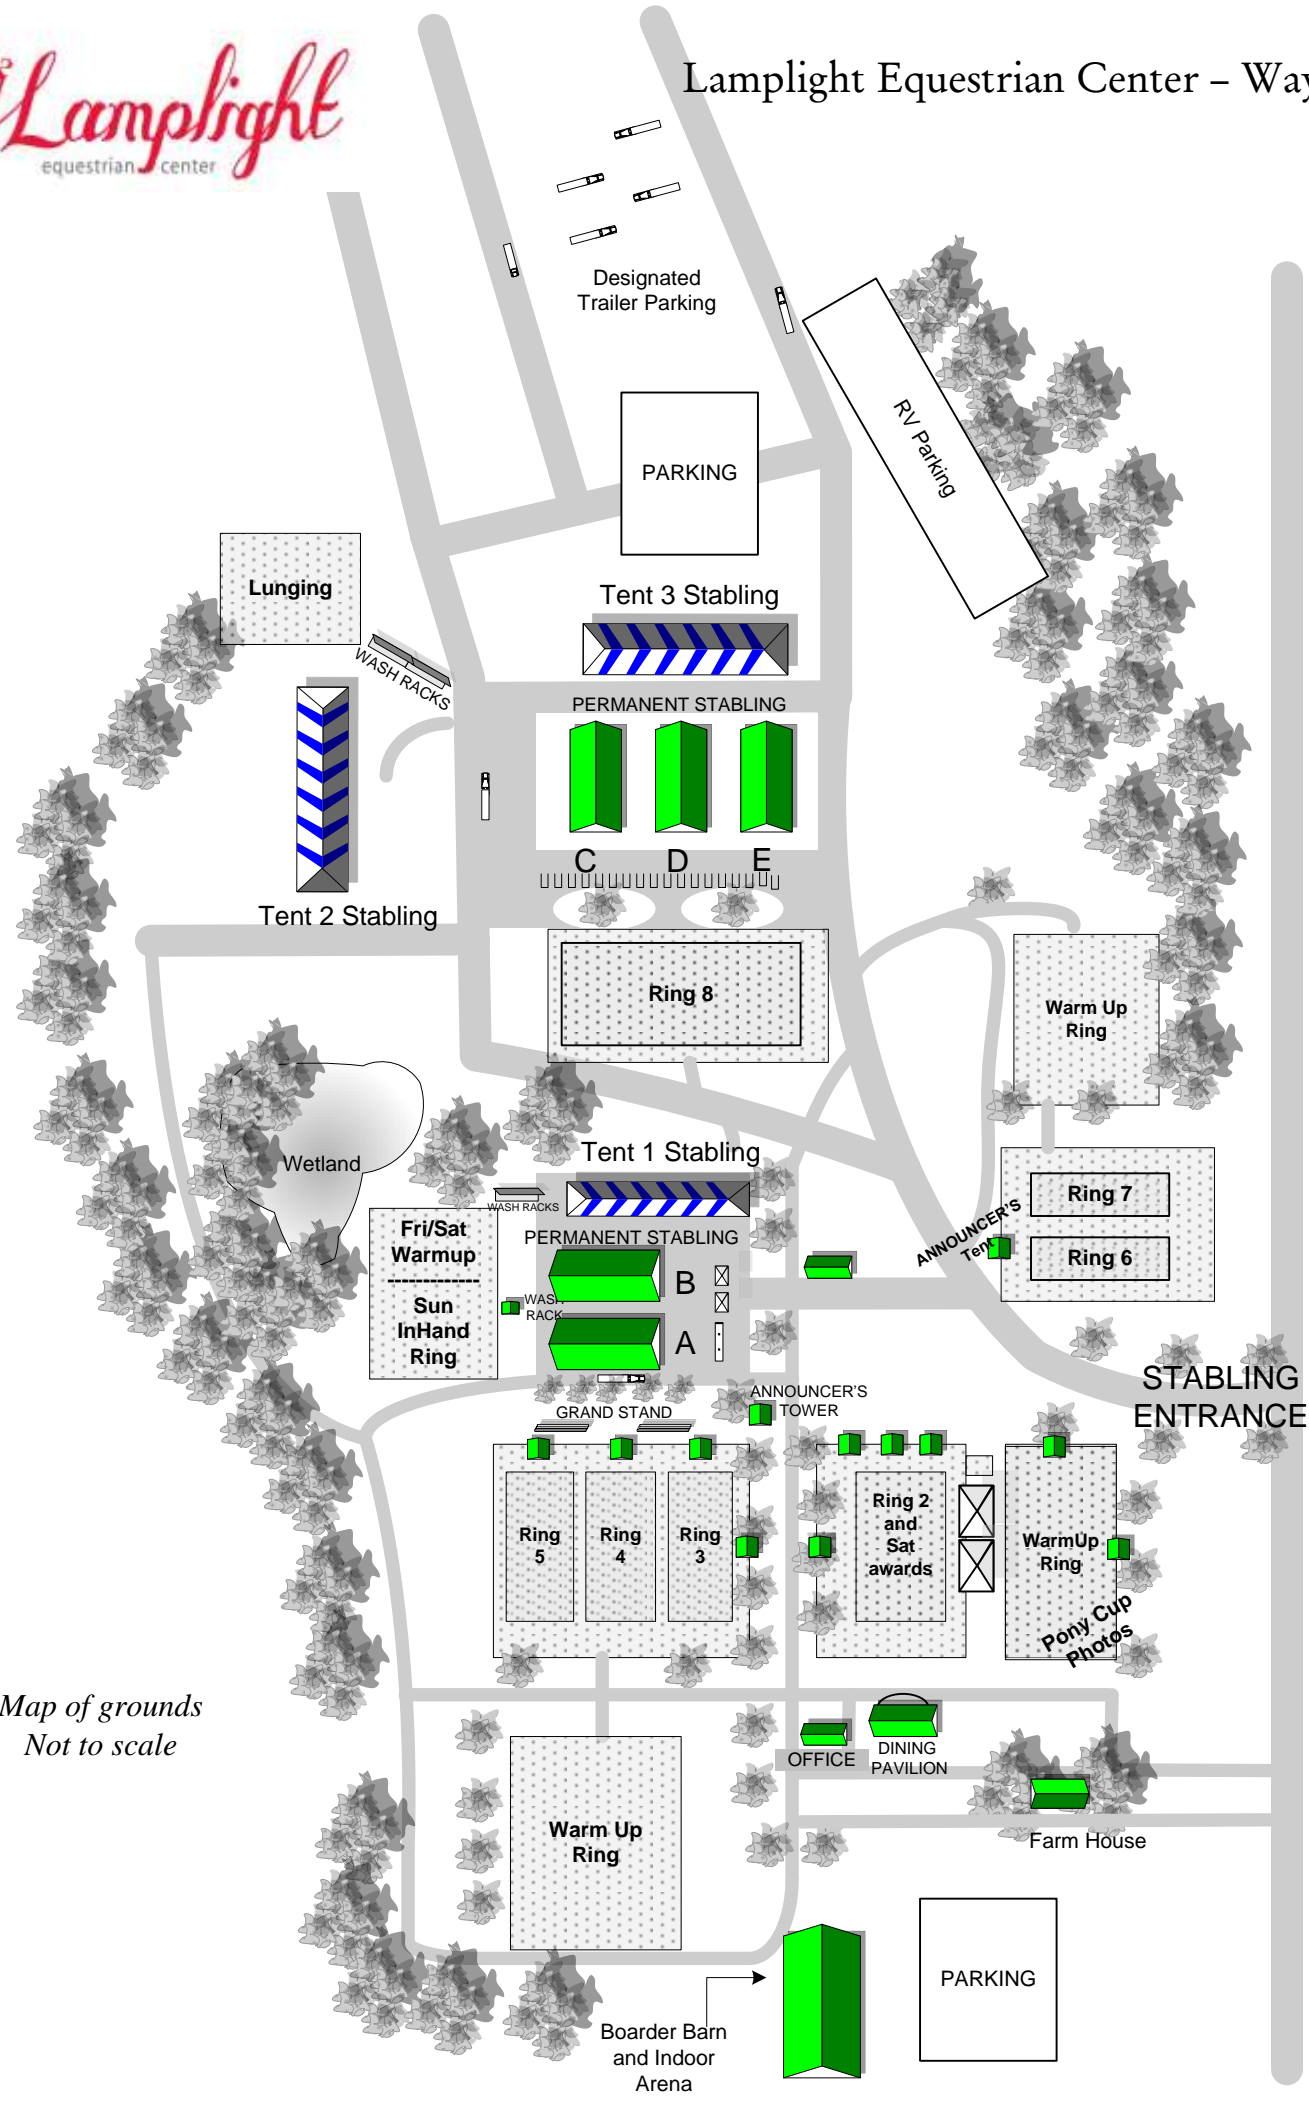 Lamplight
equestrian center
Lamplight Equestrian Center – Way
Designated
Trailer Parking
RV Parking
PARKING
Lunging
Tent 3 Stabling
WASH RACKS
PERMANENT STABLING
C D E
Tent 2 Stabling
Ring 8
Warm Up
Ring
Wetland
Tent 1 Stabling
WASH RACKS
Ring 7
ANNOUNCER'S
Tent
Ring 6
Fri/Sat
Warmup
------------
Sun
InHand
Ring
PERMANENT STABLING
B
WASH
RACK
A
STABLING
ENTRANCE
ANNOUNCER'S
TOWER
GRAND STAND
Ring
5
Ring
4
Ring
3
Ring 2
and
Sat
awards
WarmUp
Ring
Pony Cup
Photos
Map of grounds
Not to scale
OFFICE
DINING
PAVILION
Farm House
Warm Up
Ring
PARKING
Boarder Barn
and Indoor
Arena